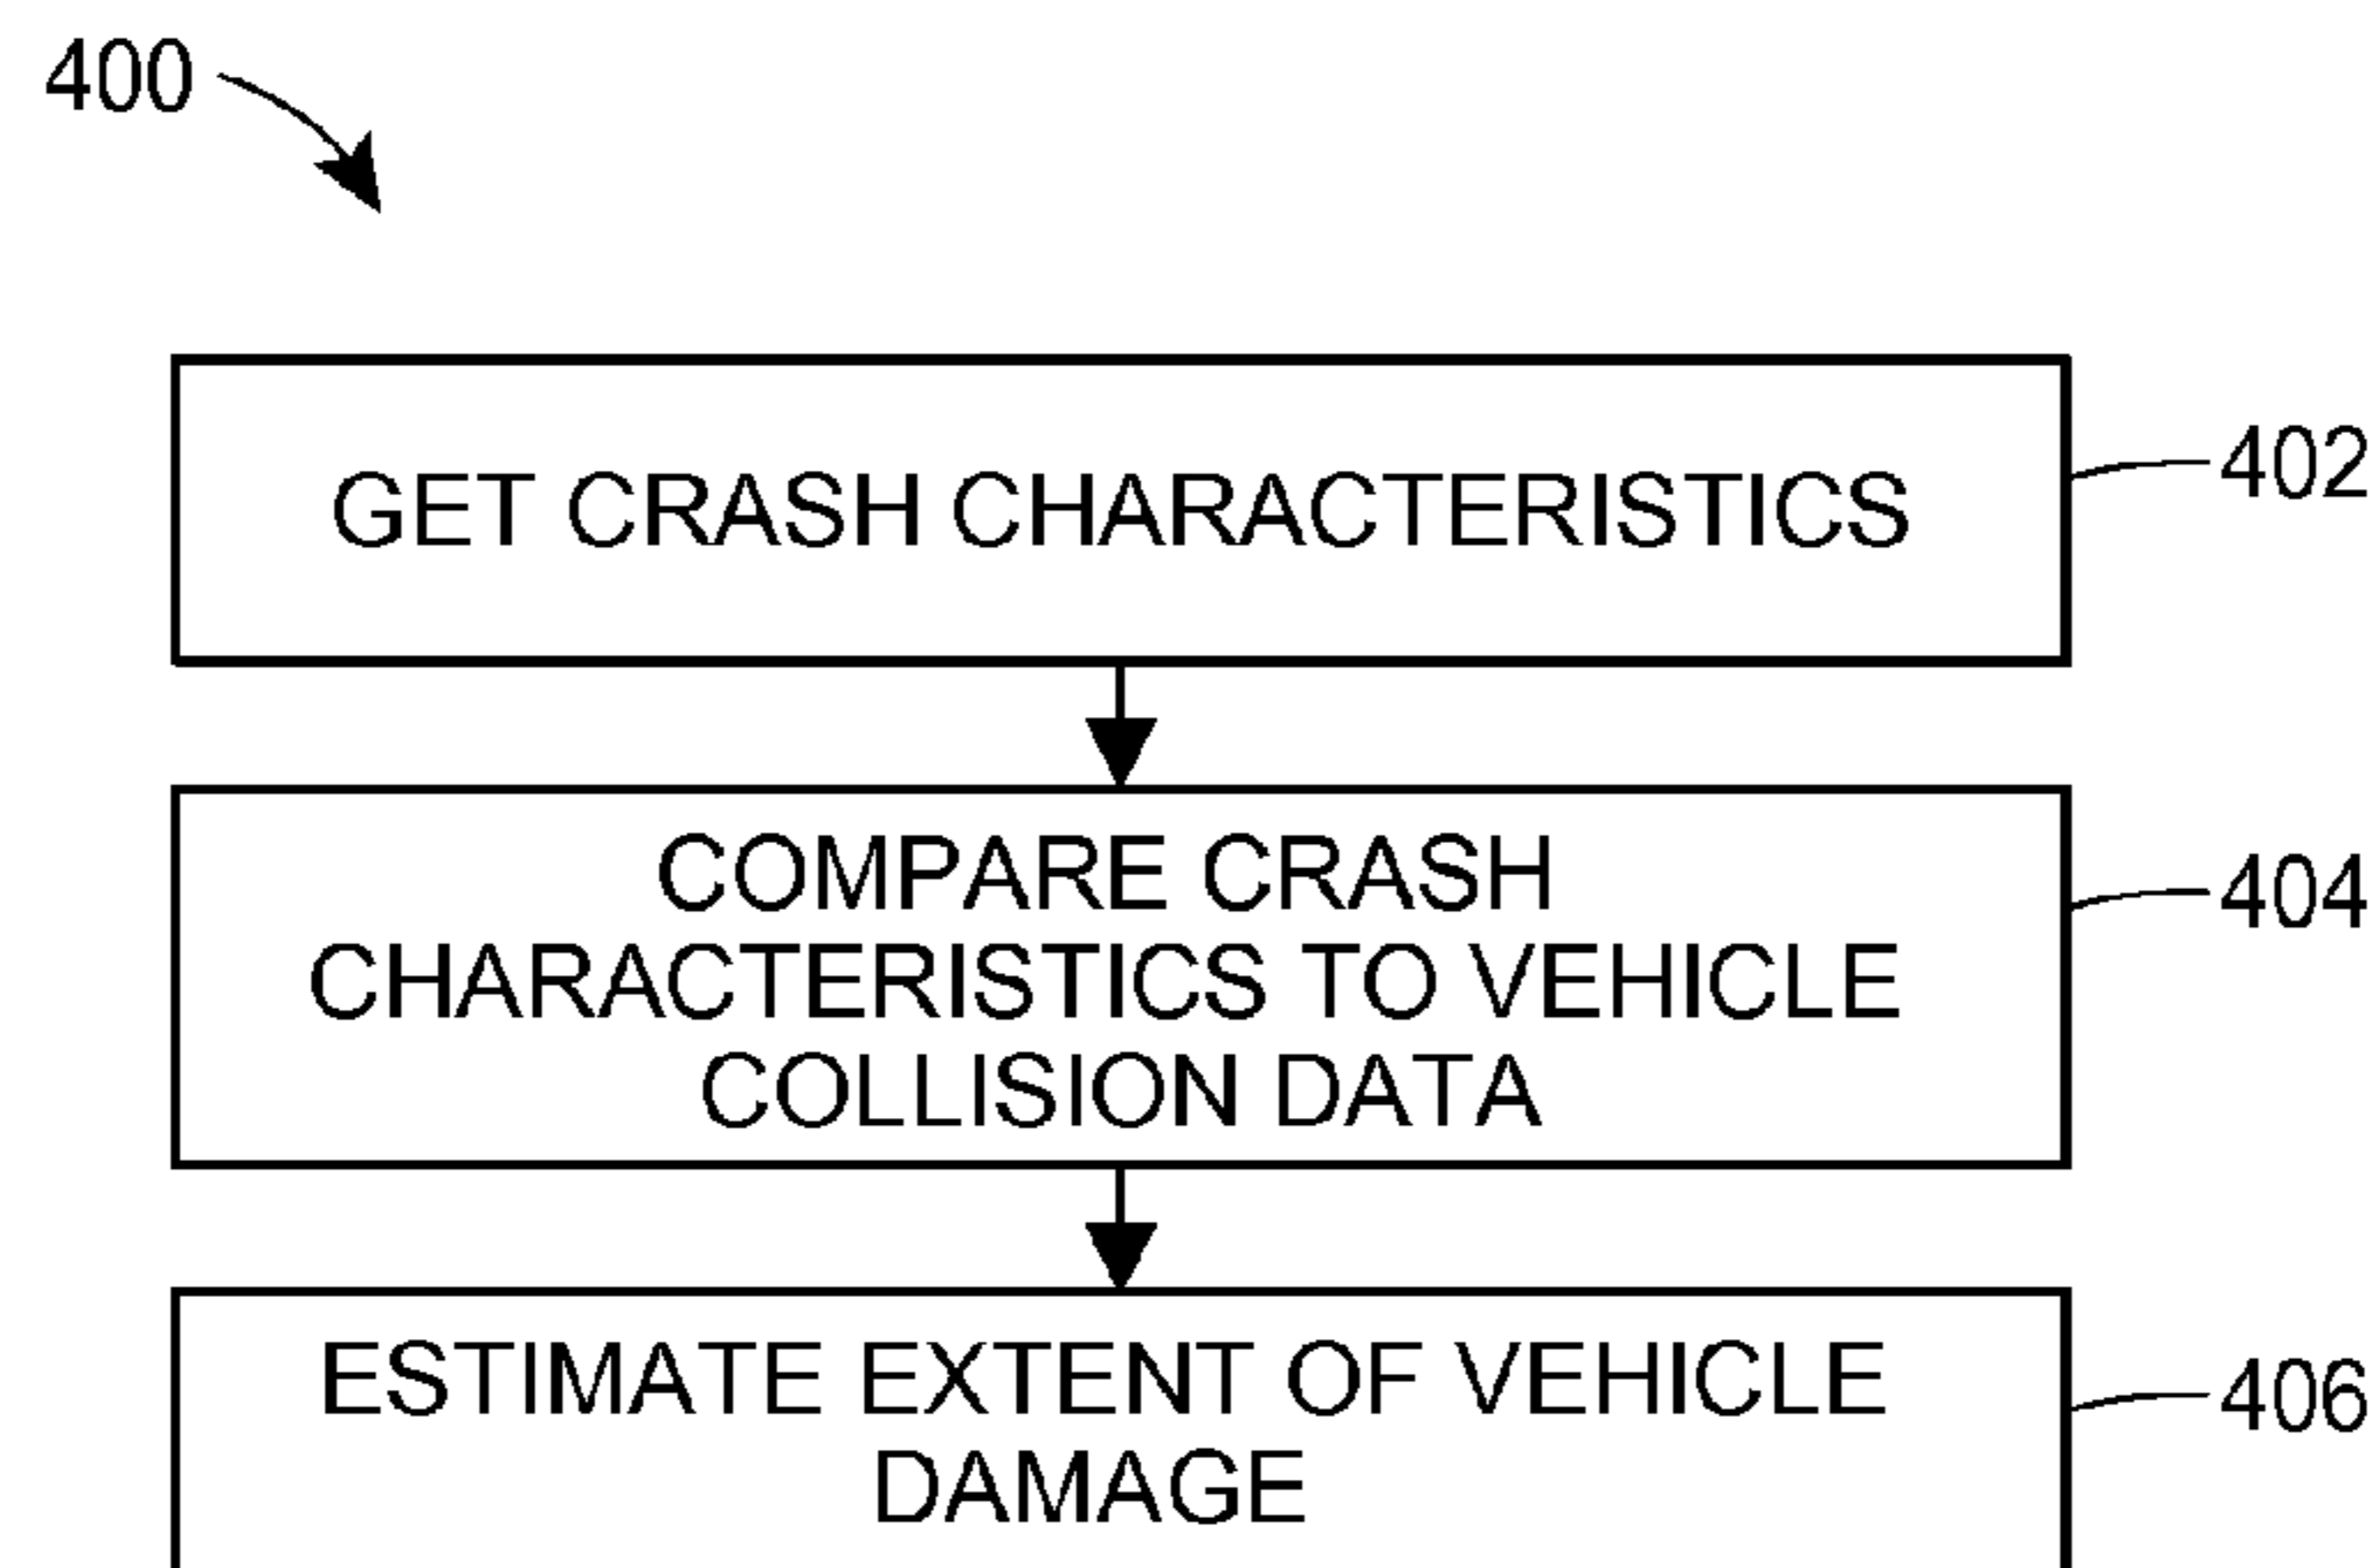 400
GET CRASH CHARACTERISTICS
402
COMPARE CRASH
CHARACTERISTICS TO VEHICLE
COLLISION DATA
404
ESTIMATE EXTENT OF VEHICLE
DAMAGE
406